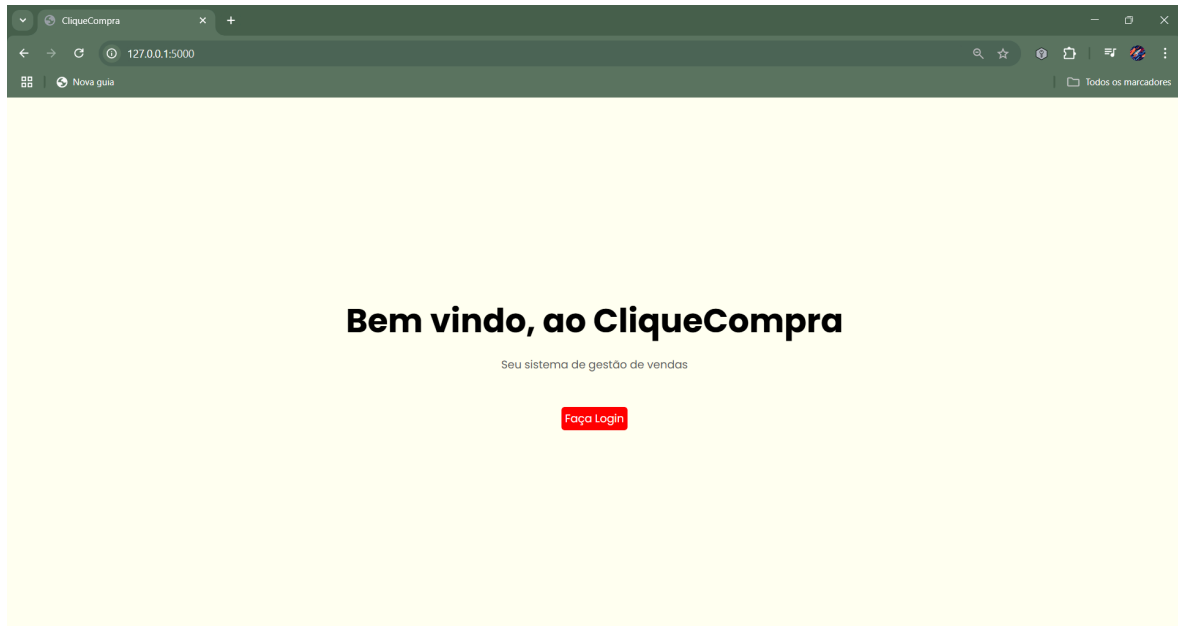 CliqueCompra
127.0.0.1:5000
Nova guia
Todos os marcadores
Bem vindo, ao CliqueCompra
Seu sistema de gestão de vendas
Faça Login